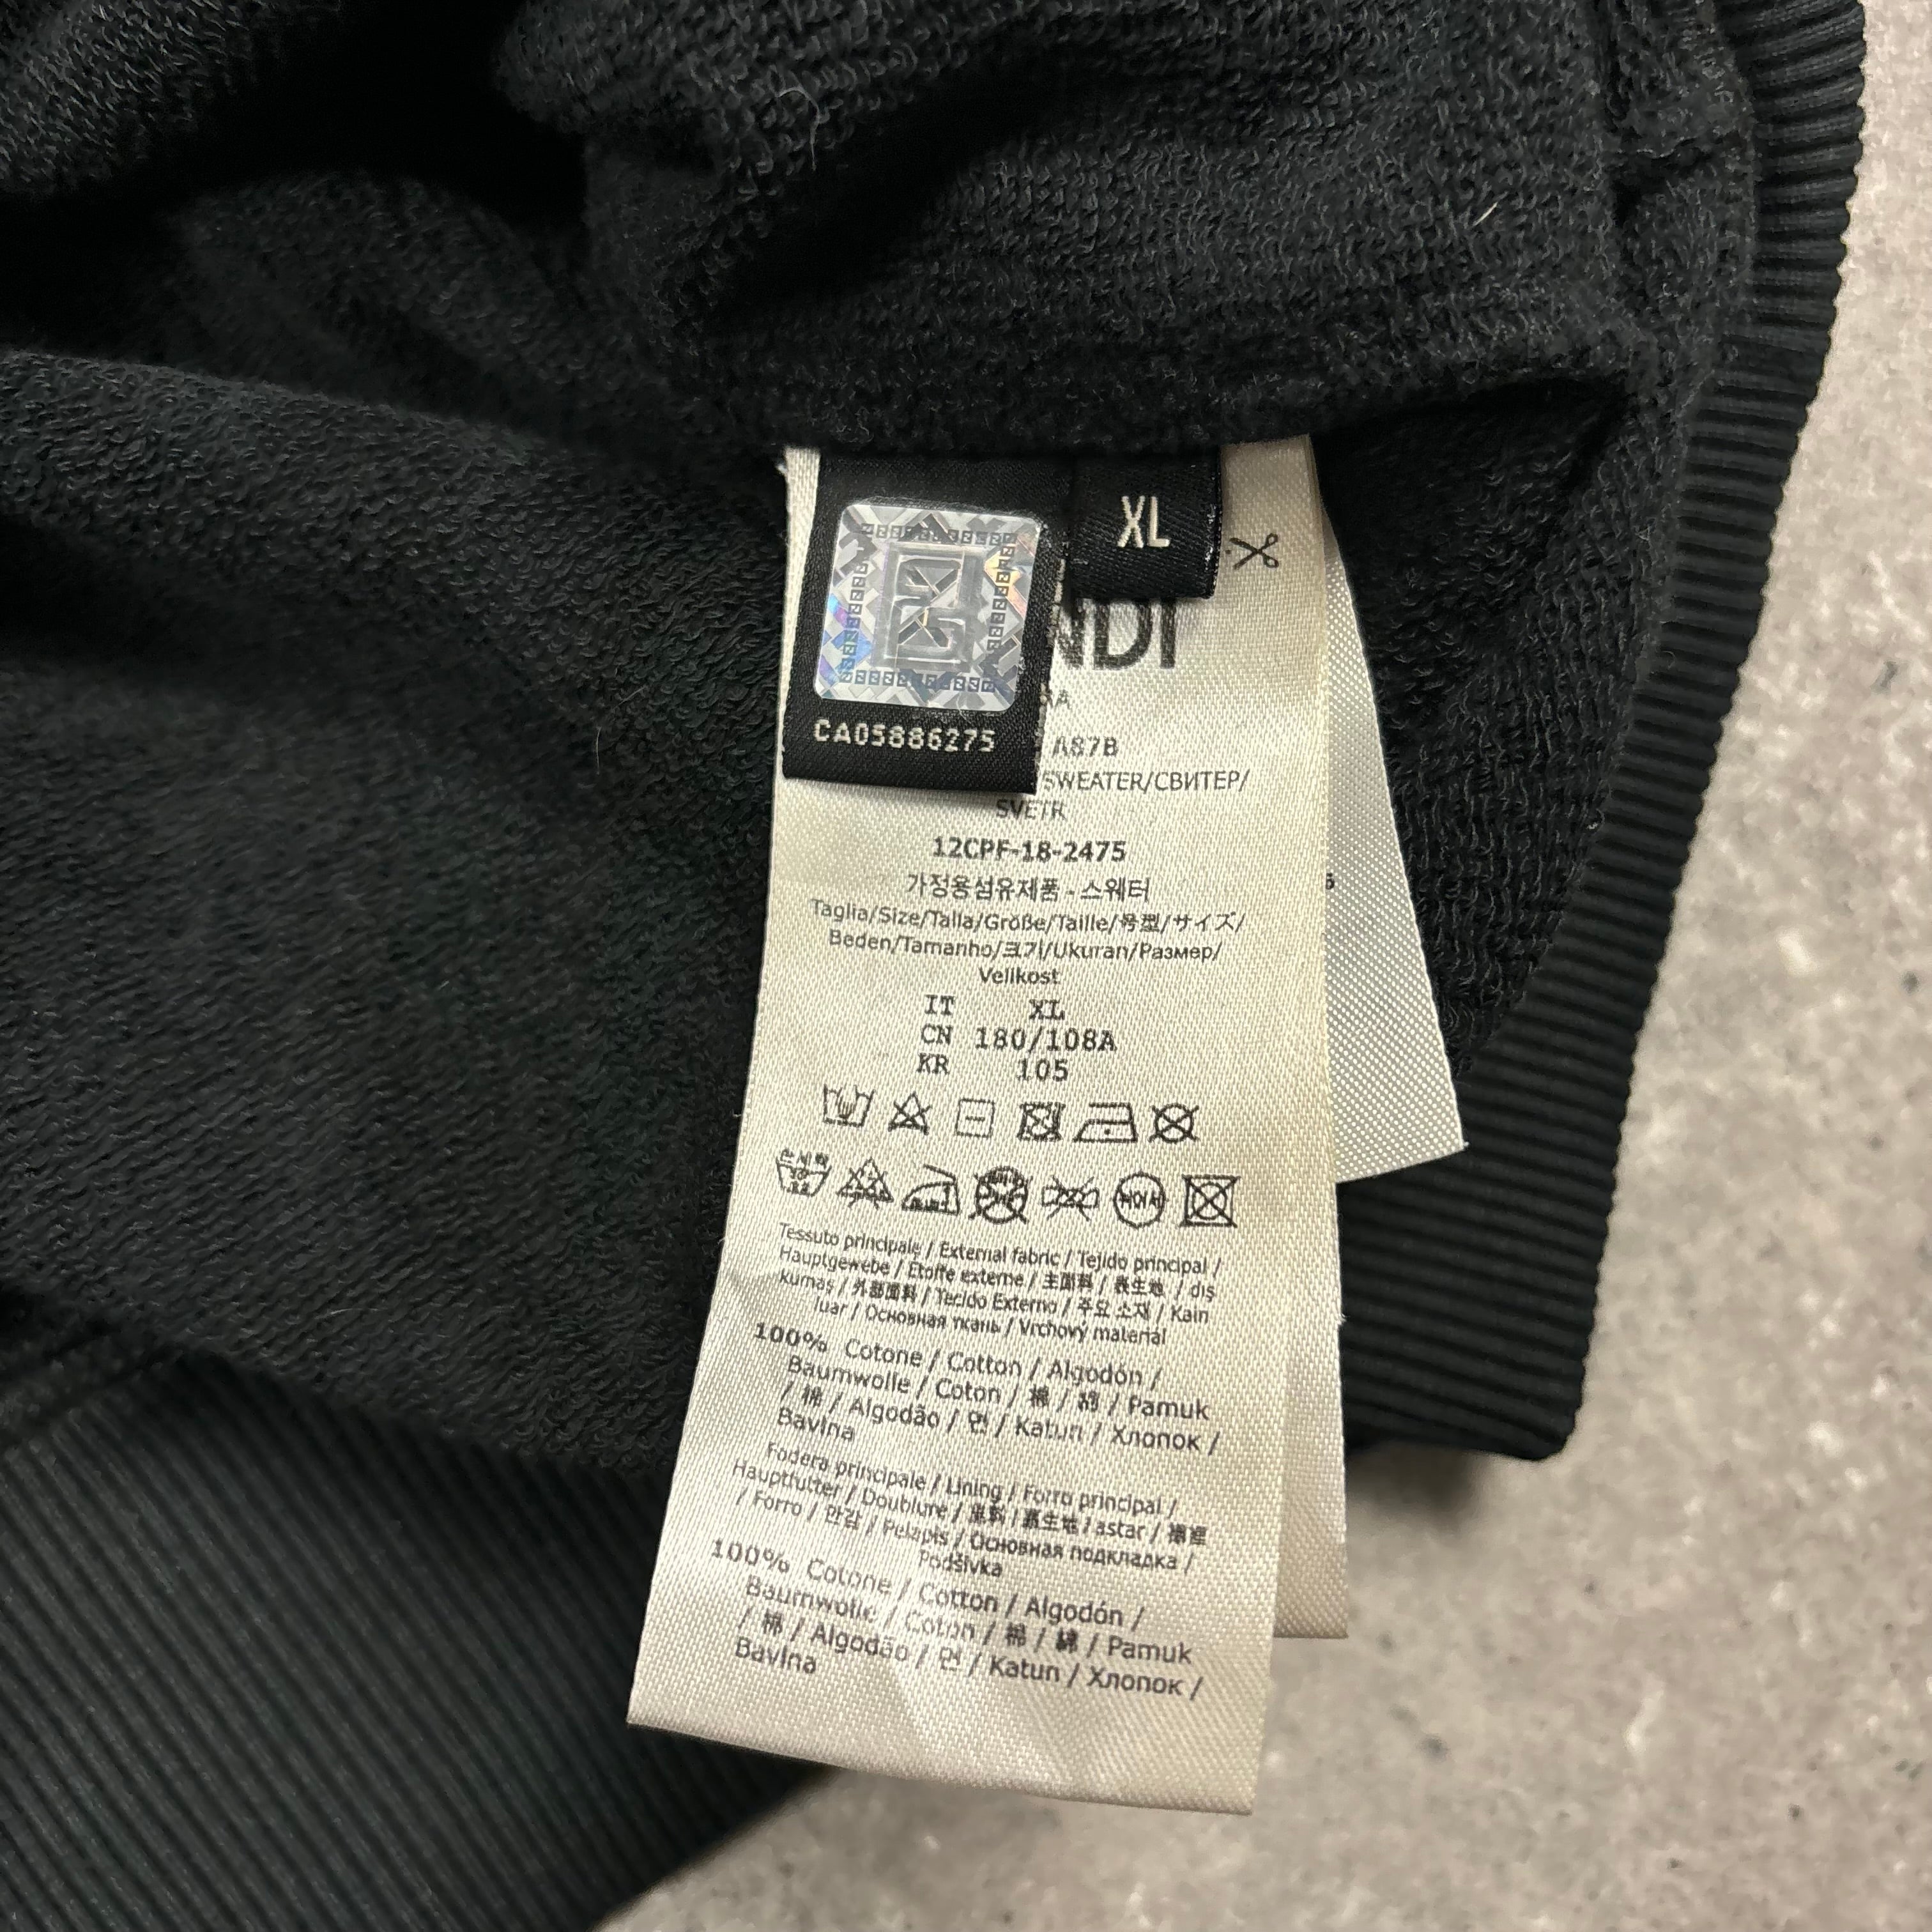 XL
NDI
CA05886275
A87B
SWEATER/СВИТЕР/
SVETR
12CPF-18-2475
가정용섬유제품 - 스웨터
Taglia/Size/Talla/Größe/Taille/号型/サイズ/
Beden/Tamanho/크기/Ukuran/Размер/
Velikost
IT XL
CN 180/108A
KR 105
손세탁
Tessuto principale / External fabric / Tejido principal /
Hauptgewebe / Etoffe externe / 主面料 / 表生地 / dış
kumaş / 外部面料 / Tecido Externo / 주요 소재 / Kain
luar / Основная ткань / Vrchový materiál
100% Cotone / Cotton / Algodón /
Baumwolle / Coton / 棉 / 綿 / Pamuk
/ 棉 / Algodão / 면 / Katun / Хлопок /
Bavlna
Fodera principale / Lining / Forro principal /
Hauptfutter / Doublure / 里料 / 裏生地 / astar / 裡
/ Forro / 안감 / Pelapis / Основная подкладка /
Podšívka
100% Cotone / Cotton / Algodón /
Baumwolle / Coton / 棉 / 綿 / Pamuk
/ 棉 / Algodão / 면 / Katun / Хлопок /
Bavlna